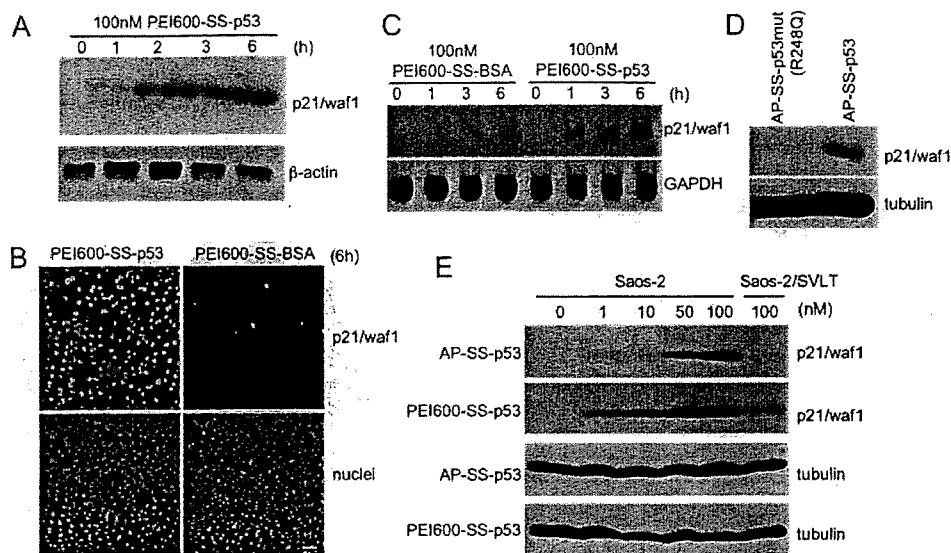 A
100nM PEI600-SS-p53
0 1 2 3 6 (h)
p21/waf1
β-actin
B
PEI600-SS-p53 PEI600-SS-BSA (6h)
p21/waf1
nuclei
C
100nM PEI600-SS-BSA
100nM PEI600-SS-p53
0 1 3 6 0 1 3 6 (h)
p21/waf1
GAPDH
D
AP-SS-p53mut (R248Q)
AP-SS-p53
p21/waf1
tubulin
E
Saos-2 Saos-2/SVLT
0 1 10 50 100 100 (nM)
AP-SS-p53 p21/waf1
PEI600-SS-p53 p21/waf1
AP-SS-p53 tubulin
PEI600-SS-p53 tubulin